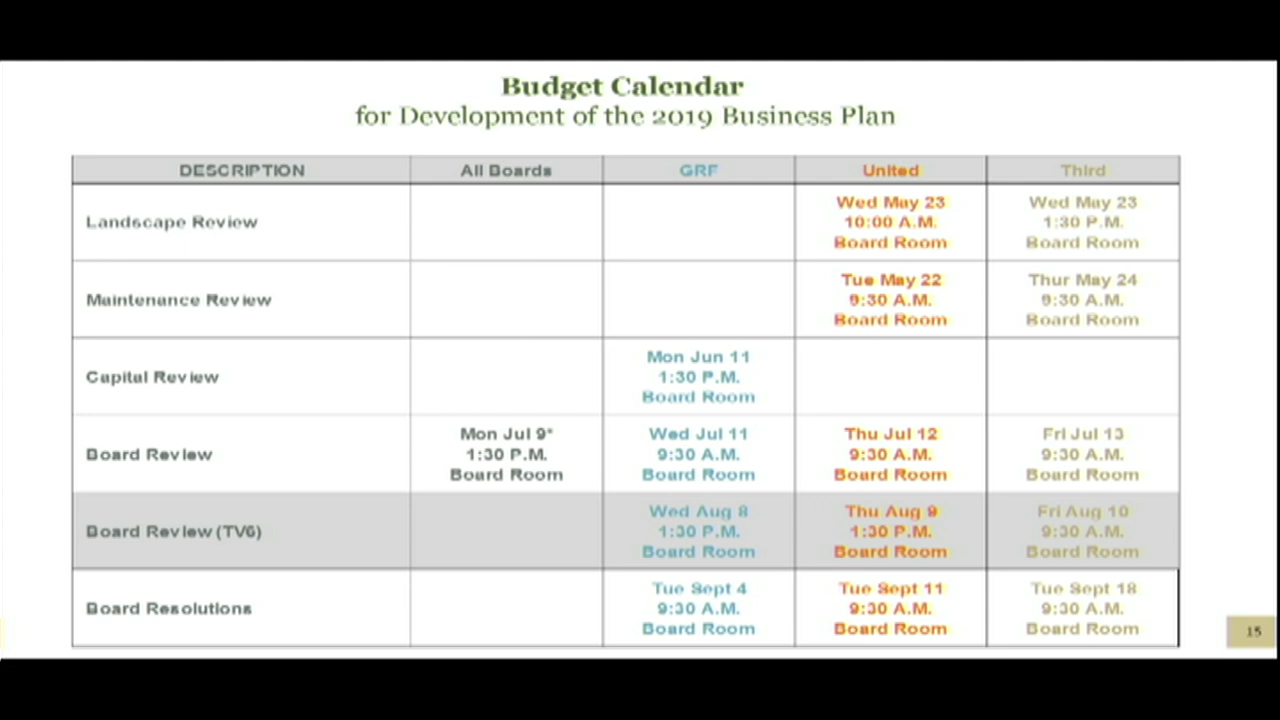 Budget Calendar
for Development of the 2019 Business Plan
DESCRIPTION All Boards GRF United Third
Landscape Review
Wed May 23
10:00 A.M.
Board Room
Wed May 23
1:30 P.M.
Board Room
Maintenance Review
Tue May 22
9:30 A.M.
Board Room
Thur May 24
9:30 A.M.
Board Room
Capital Review
Mon Jun 11
1:30 P.M.
Board Room
Board Review
Mon Jul 9*
1:30 P.M.
Board Room
Wed Jul 11
9:30 A.M.
Board Room
Thu Jul 12
9:30 A.M.
Board Room
Fri Jul 13
9:30 A.M.
Board Room
Board Review (TV6)
Wed Aug 8
1:30 P.M.
Board Room
Thu Aug 9
1:30 P.M.
Board Room
Fri Aug 10
9:30 A.M.
Board Room
Board Resolutions
Tue Sept 4
9:30 A.M.
Board Room
Tue Sept 11
9:30 A.M.
Board Room
Tue Sept 18
9:30 A.M.
Board Room
15